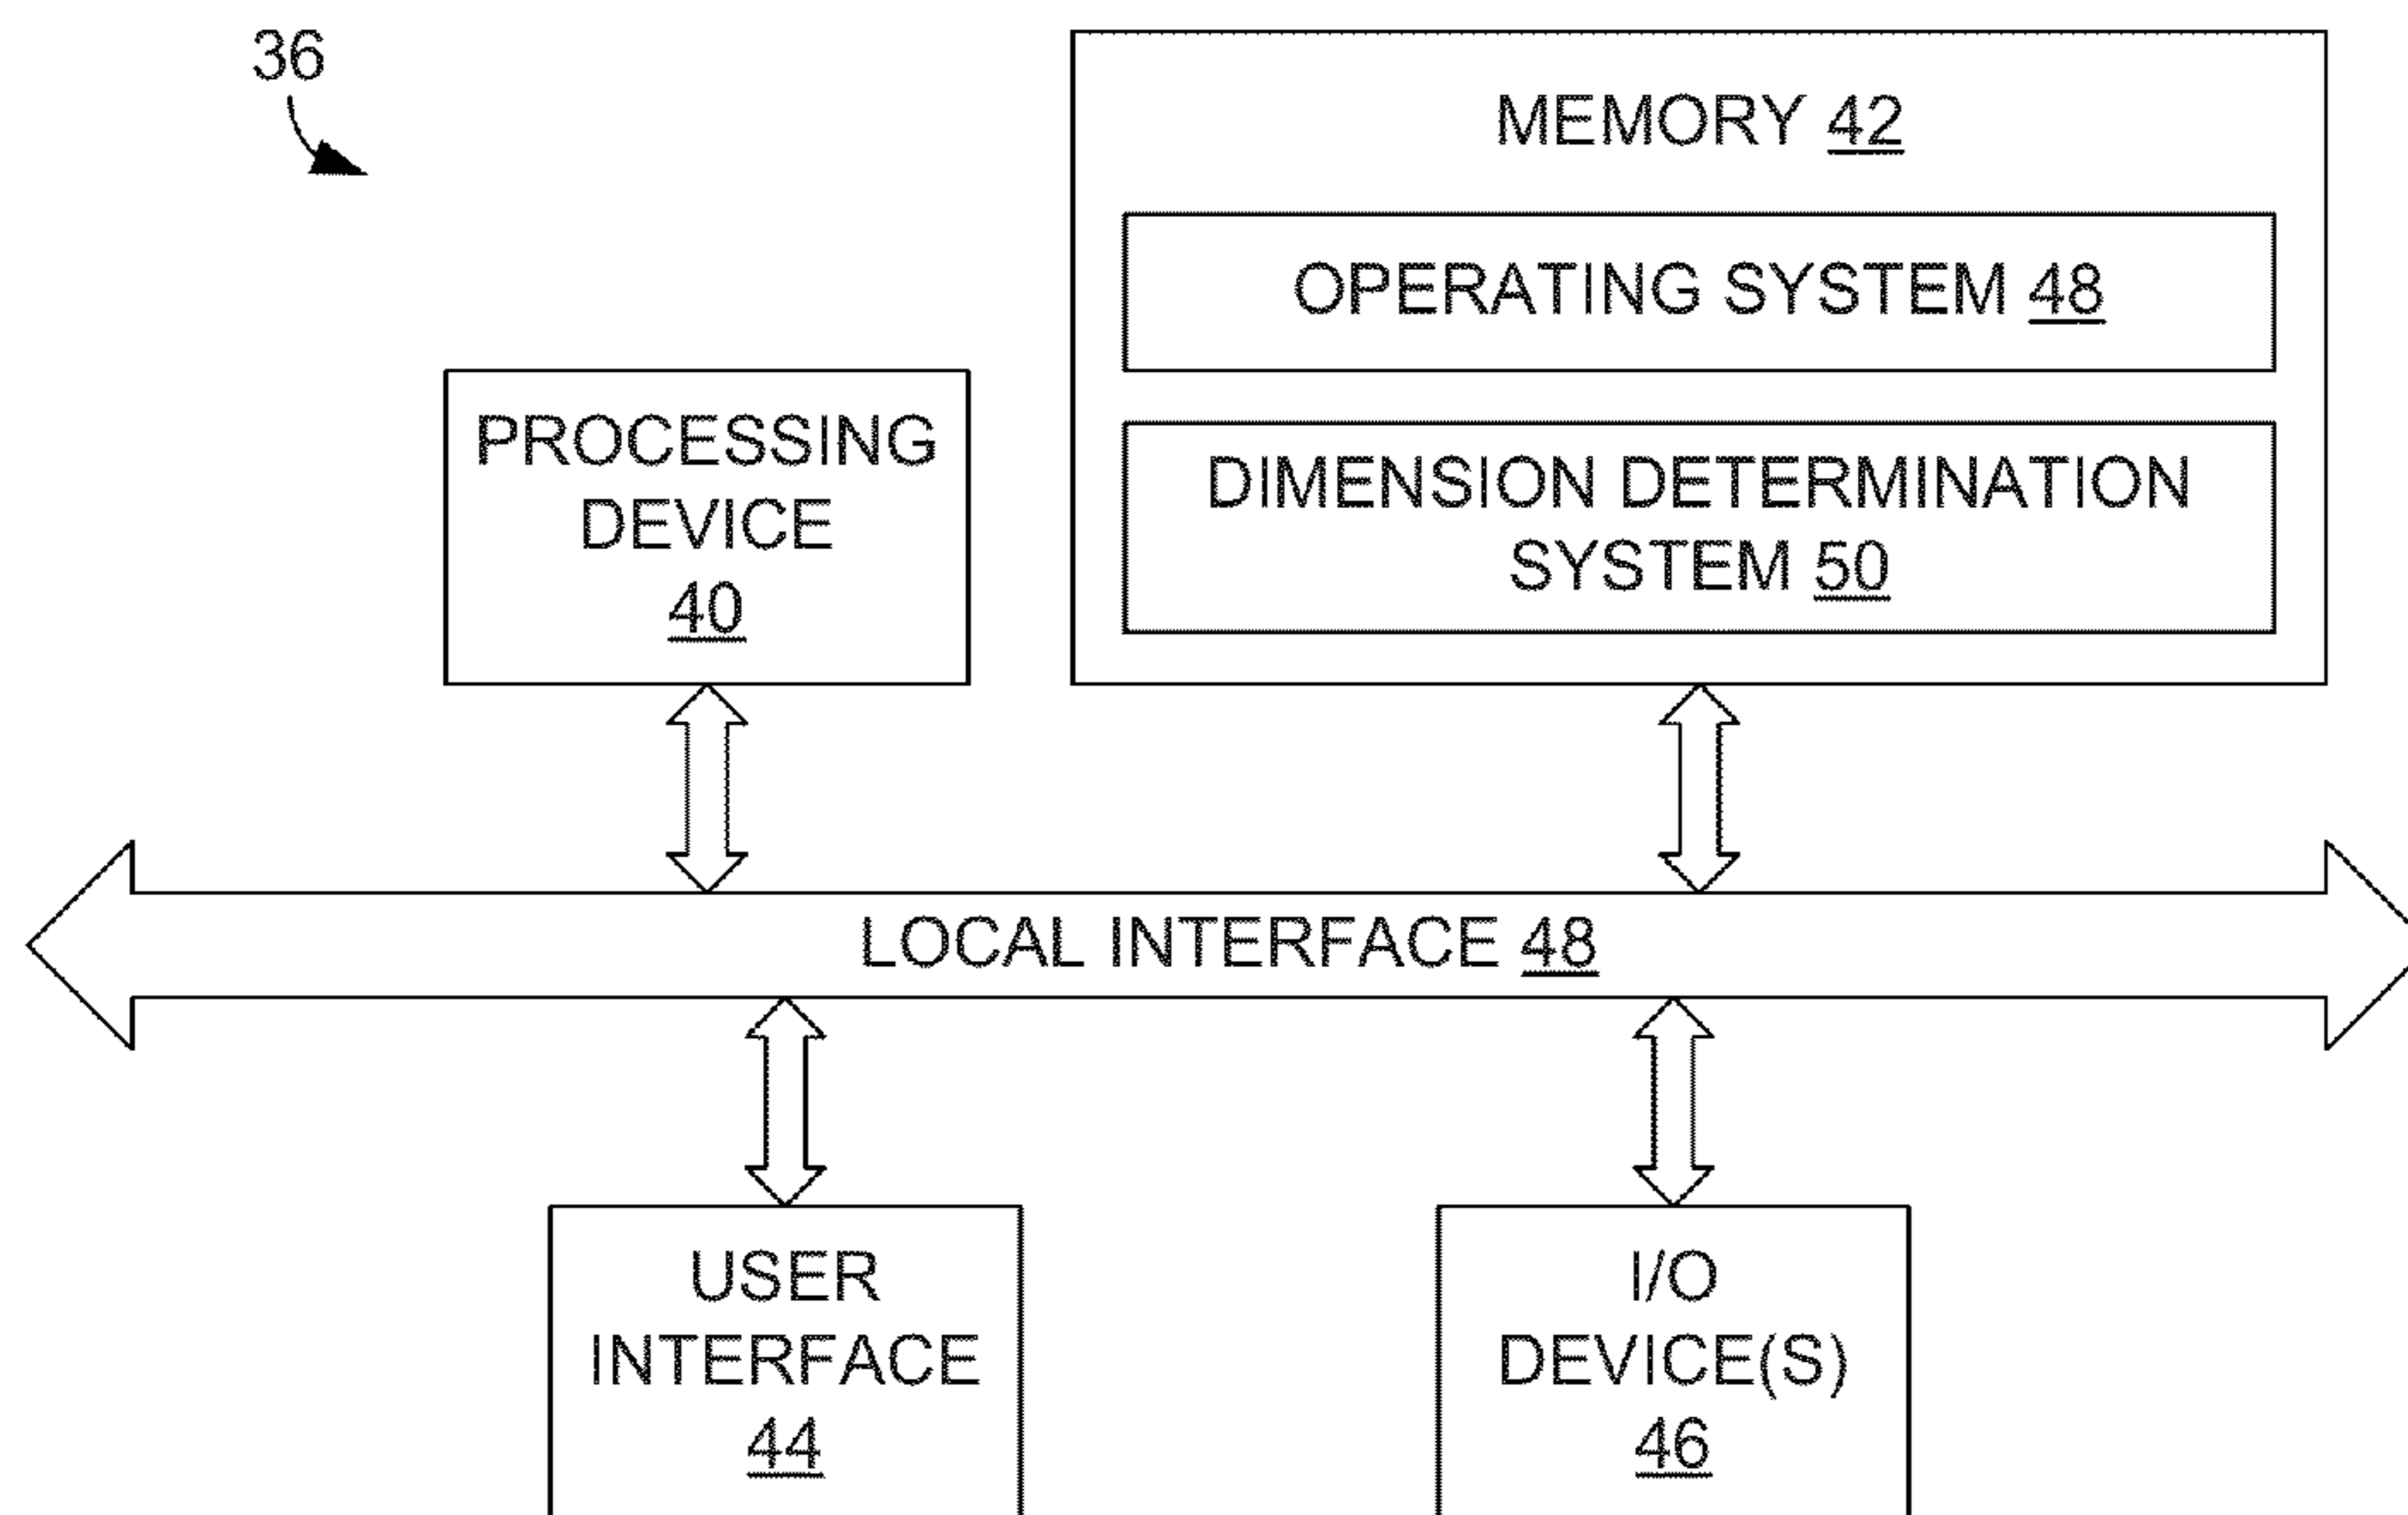 36
MEMORY 42
OPERATING SYSTEM 48
DIMENSION DETERMINATION
SYSTEM 50
PROCESSING
DEVICE
40
LOCAL INTERFACE 48
USER
INTERFACE
44
I/O
DEVICE(S)
46